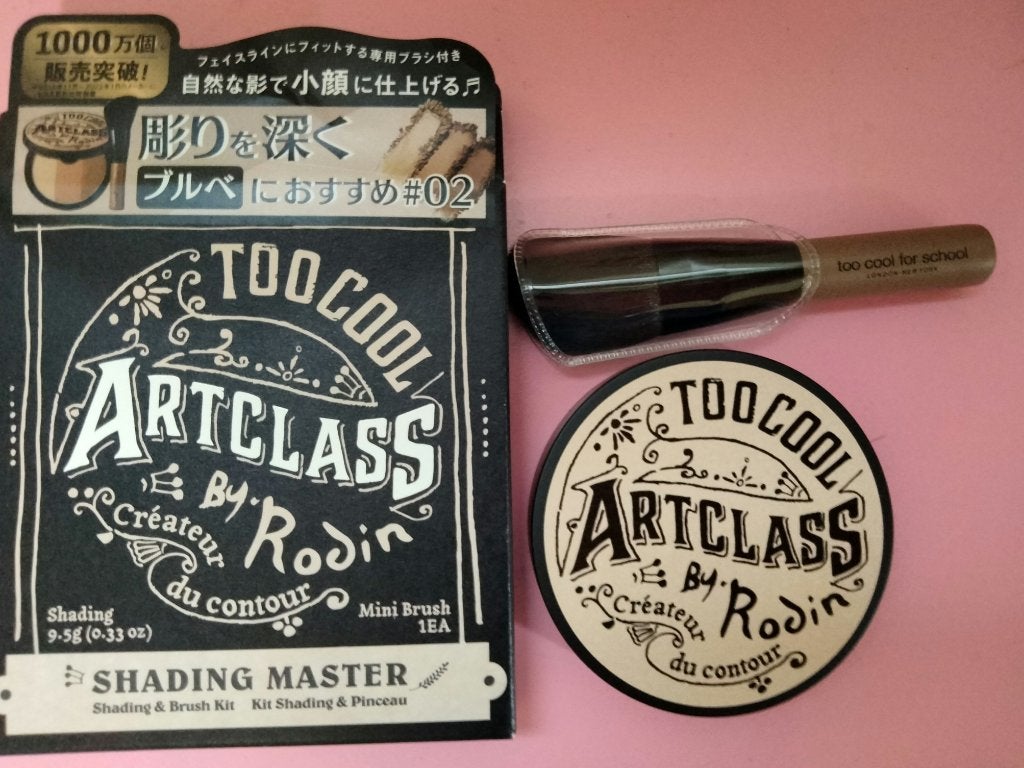 1000万個
販売突破!
フェイスラインにフィットする専用ブラシ付き
自然な影で小顔に仕上げる♬
彫りを深く
ブルベにおすすめ#02
TOO COOL
ARTCLASS
By. Rodin
Créateur
du contour
Shading
9.5g (0.33 oz)
Mini Brush
1EA
SHADING MASTER
Shading & Brush Kit Kit Shading & Pinceau
too cool for school
LONDON-NEW YORK
TOO COOL
ARTCLASS
By. Rodin
Créateur
du contour